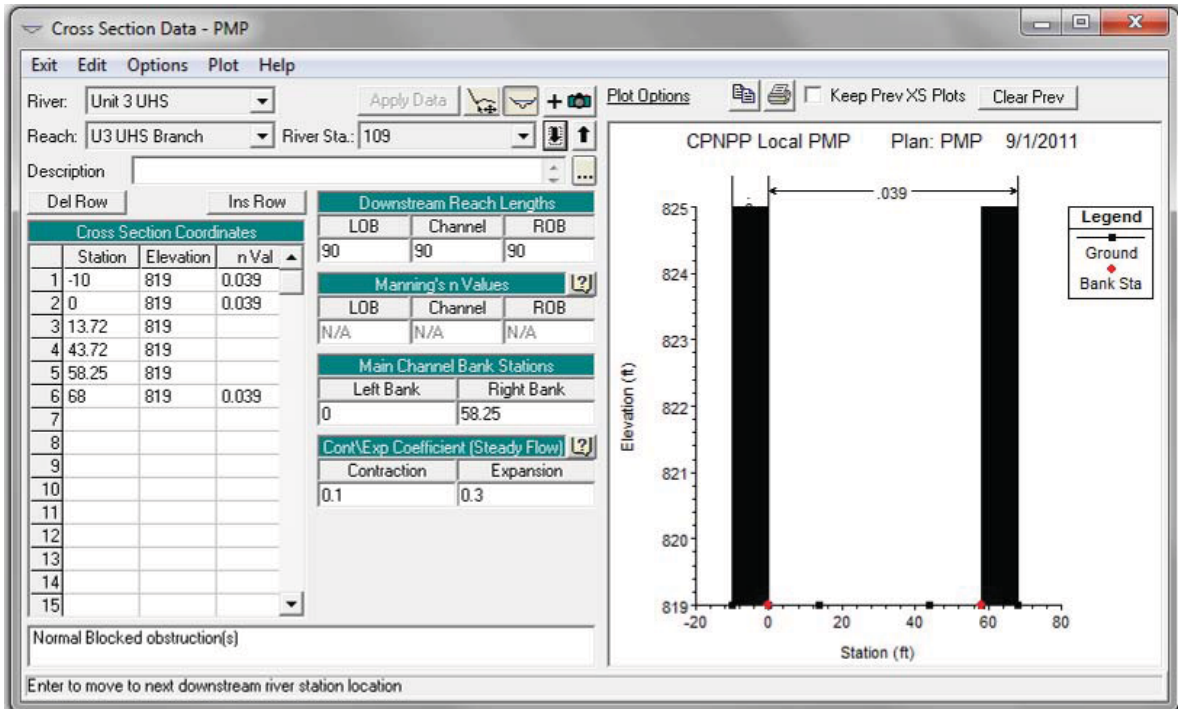 Cross Section Data - PMP
Exit Edit Options Plot Help
River: Unit 3 UHS
Apply Data
Reach: U3 UHS Branch River Sta.: 109
Description
...
Del Row Ins Row
Cross Section Coordinates
Station Elevation n Val
1 -10 819 0.039
2 0 819 0.039
3 13.72 819
4 43.72 819
5 58.25 819
6 68 819 0.039
7
8
9
10
11
12
13
14
15
Downstream Reach Lengths
LOB Channel ROB
90 90 90
Manning's n Values
LOB Channel ROB
N/A N/A N/A
Main Channel Bank Stations
Left Bank Right Bank
0 58.25
Cont\Exp Coefficient (Steady Flow)
Contraction Expansion
0.1 0.3
Normal Blocked obstruction(s)
Enter to move to next downstream river station location
Plot Options Keep Prev XS Plots Clear Prev
CPNPP Local PMP Plan: PMP 9/1/2011
.039
825
824
823
822
821
820
819
Elevation (ft)
-20 0 20 40 60 80
Station (ft)
Legend
Ground
Bank Sta